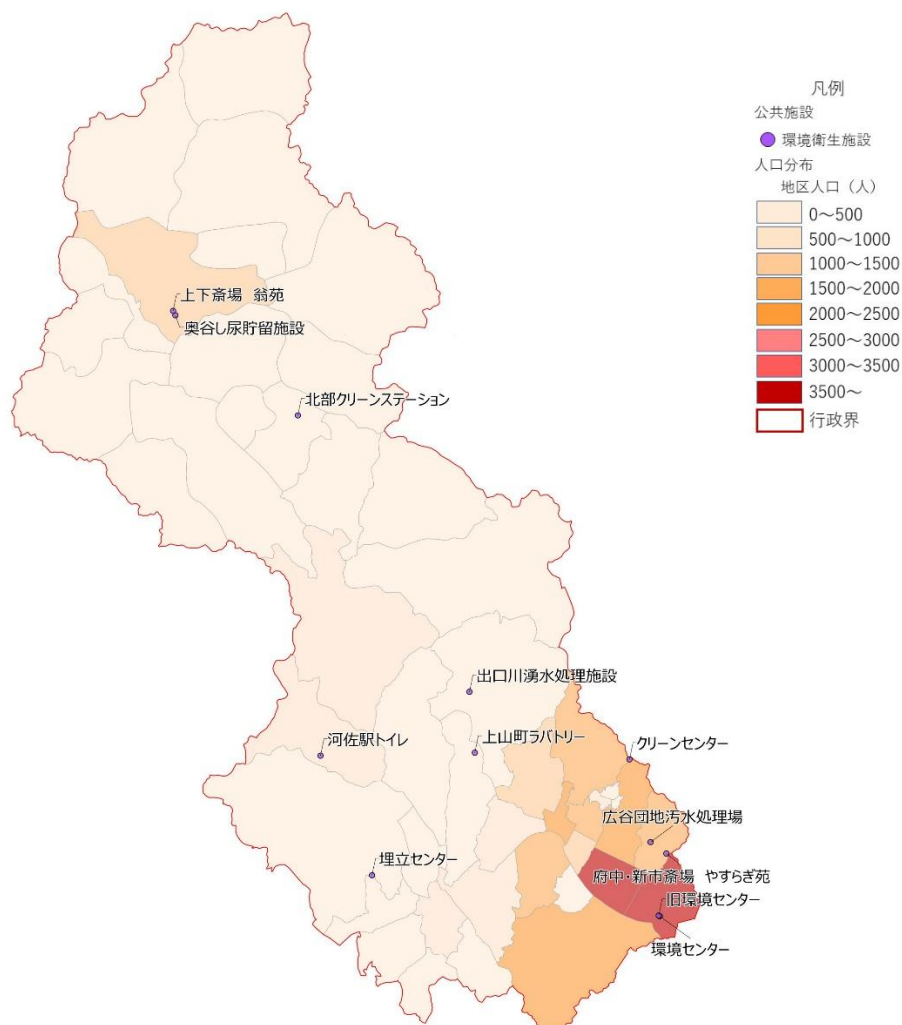 凡例
公共施設
環境衛生施設
人口分布
地区人口（人）
0～500
500～1000
1000～1500
1500～2000
2000～2500
2500～3000
3000～3500
3500～
行政界
上下斎場　翁苑
奥谷し尿貯留施設
北部クリーンステーション
出口川湧水処理施設
河佐駅トイレ
上山町ラバトリー
クリーンセンター
広谷団地汚水処理場
埋立センター
府中・新市斎場　やすらぎ苑
旧環境センター
環境センター